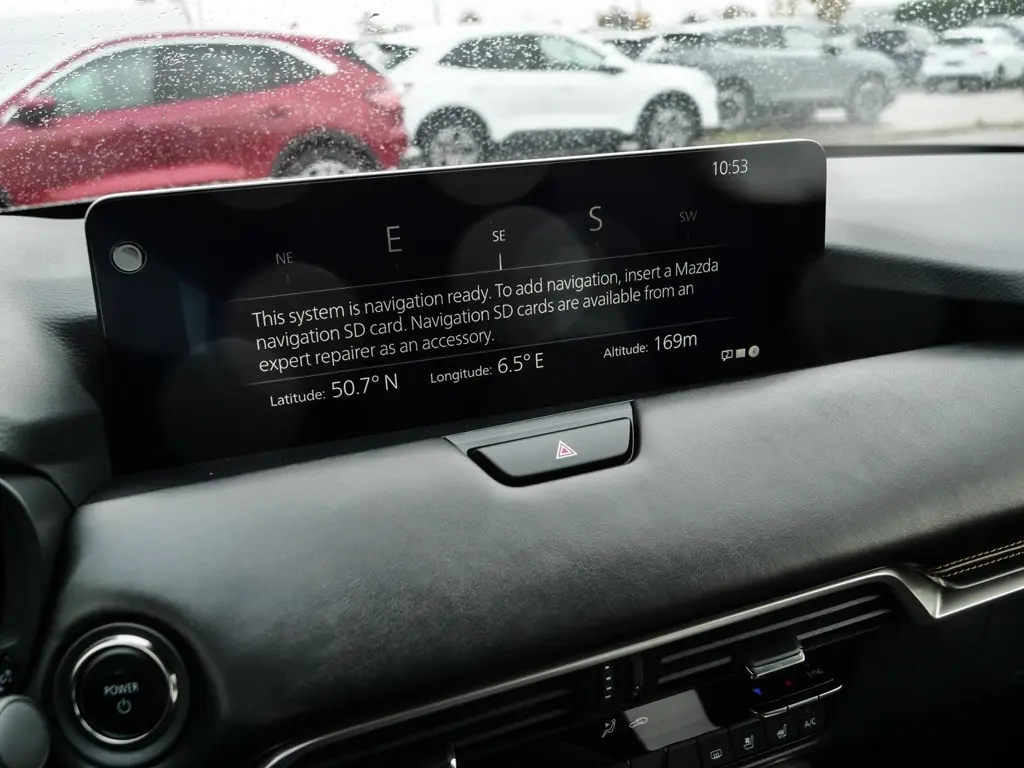 10:53
NE E SE S SW
This system is navigation ready. To add navigation, insert a Mazda
navigation SD card. Navigation SD cards are available from an
expert repairer as an accessory.
Latitude: 50.7° N Longitude: 6.5° E Altitude: 169m
POWER
A/C